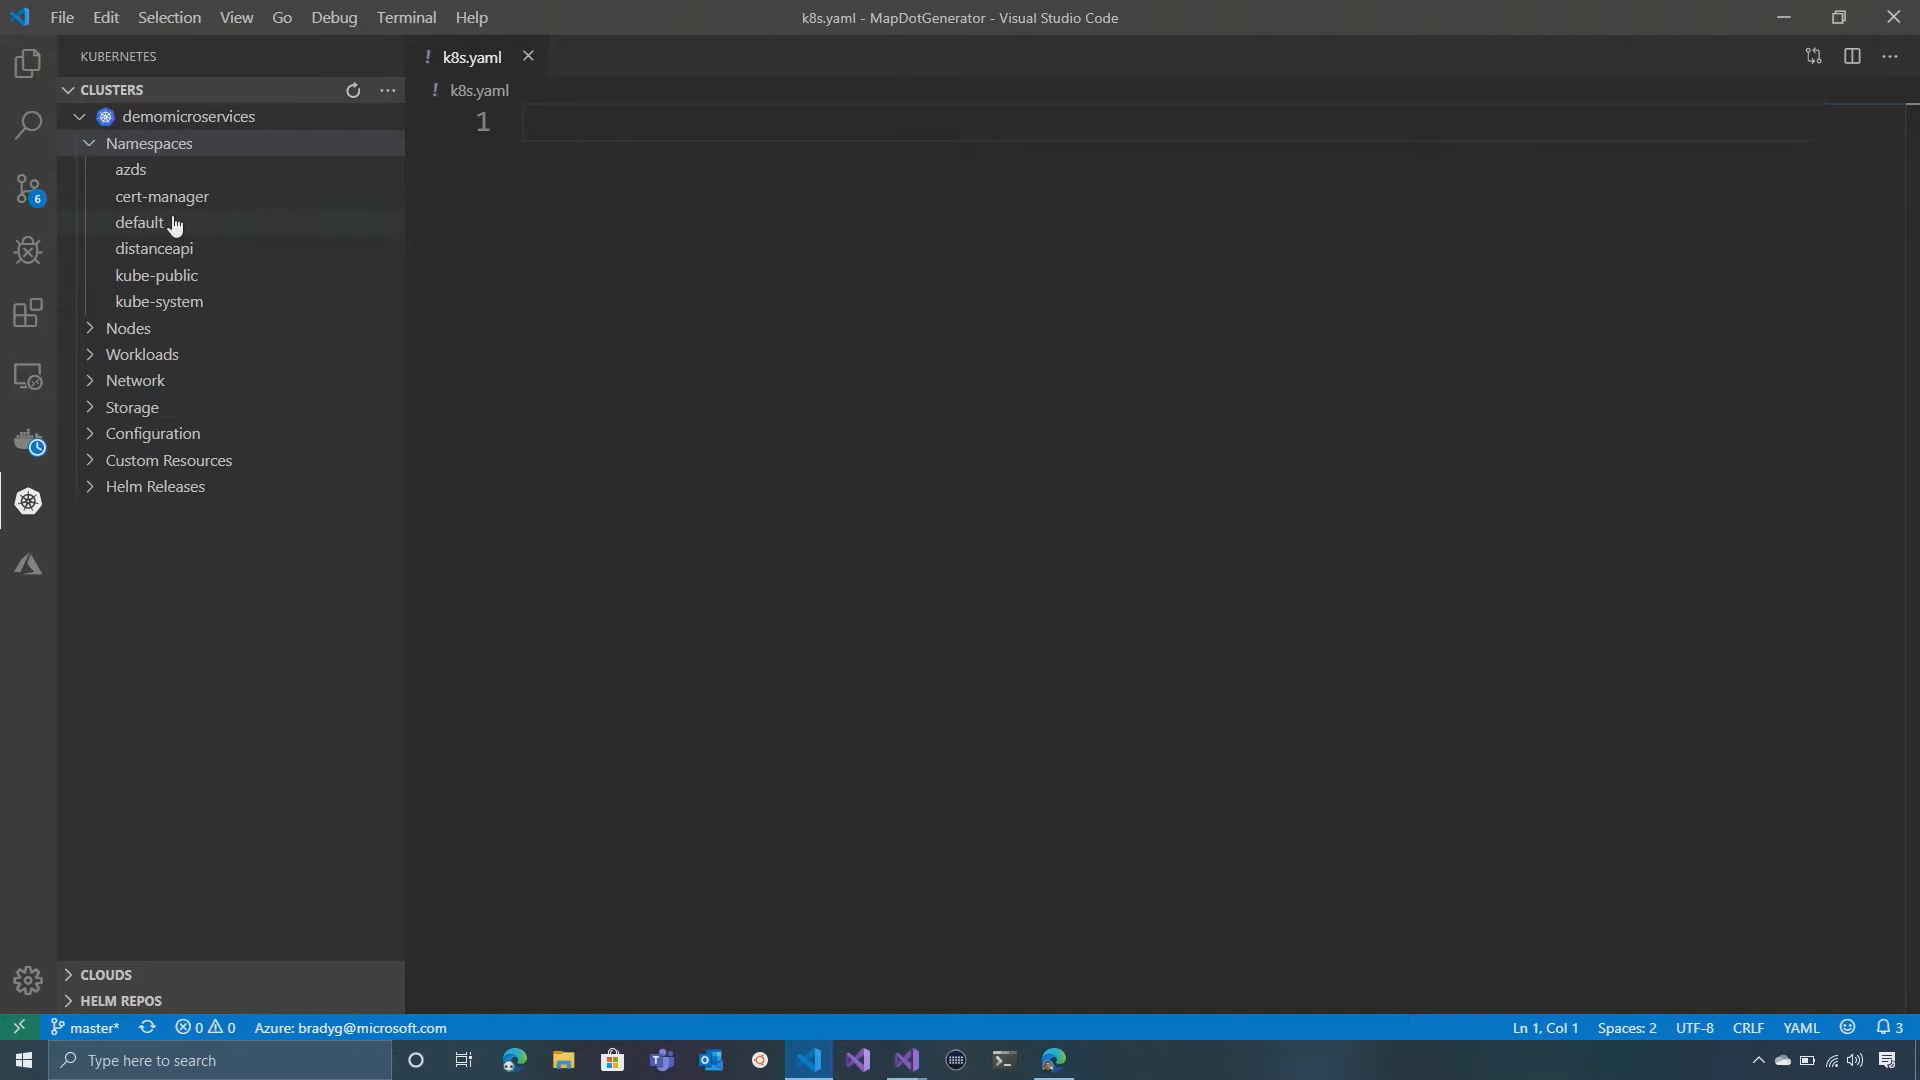 File Edit Selection View Go Debug Terminal Help
k8s.yaml - MapDotGenerator - Visual Studio Code
KUBERNETES
! k8s.yaml
CLUSTERS
! k8s.yaml
demomicroservices
1
Namespaces
azds
cert-manager
6
default
distanceapi
kube-public
kube-system
Nodes
Workloads
Network
Storage
Configuration
Custom Resources
Helm Releases
CLOUDS
HELM REPOS
master* 0 0 Azure: bradyg@microsoft.com Ln 1, Col 1 Spaces: 2 UTF-8 CRLF YAML 3
Type here to search